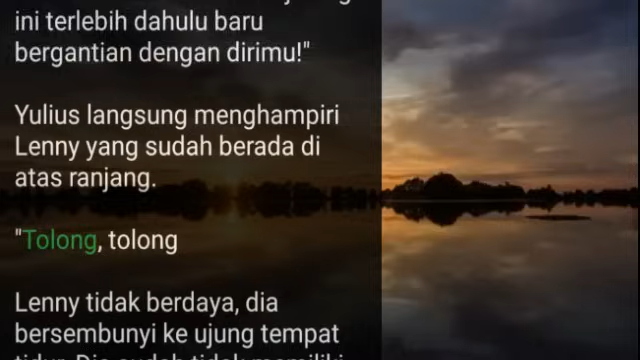 ini terlebih dahulu baru
bergantian dengan dirimu!"
Yulius langsung menghampiri
Lenny yang sudah berada di
atas ranjang.
"Tolong, tolong
Lenny tidak berdaya, dia
bersembunyi ke ujung tempat